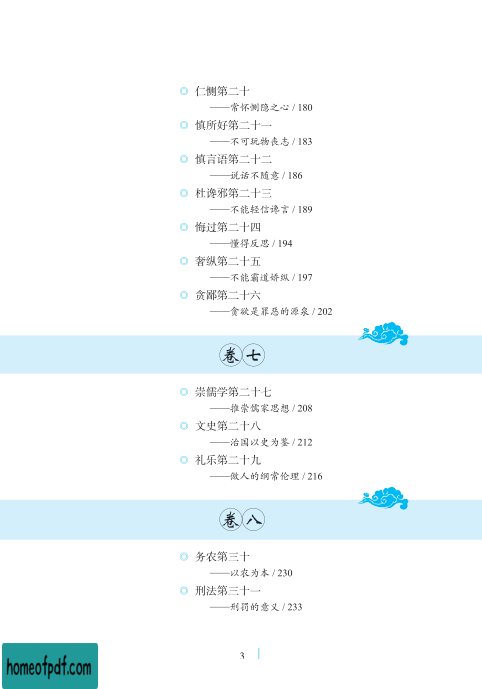 仁恻第二十
——常怀恻隐之心 / 180
慎所好第二十一
——不可玩物丧志 / 183
慎言语第二十二
——说话不随意 / 186
杜谗邪第二十三
——不能轻信谗言 / 189
悔过第二十四
——懂得反思 / 194
奢纵第二十五
——不能霸道娇纵 / 197
贪鄙第二十六
——贪欲是罪恶的源泉 / 202
卷七
崇儒学第二十七
——推崇儒家思想 / 208
文史第二十八
——治国以史为鉴 / 212
礼乐第二十九
——做人的纲常伦理 / 216
卷八
务农第三十
——以农为本 / 230
刑法第三十一
——刑罚的意义 / 233
3
homeofpdf.com